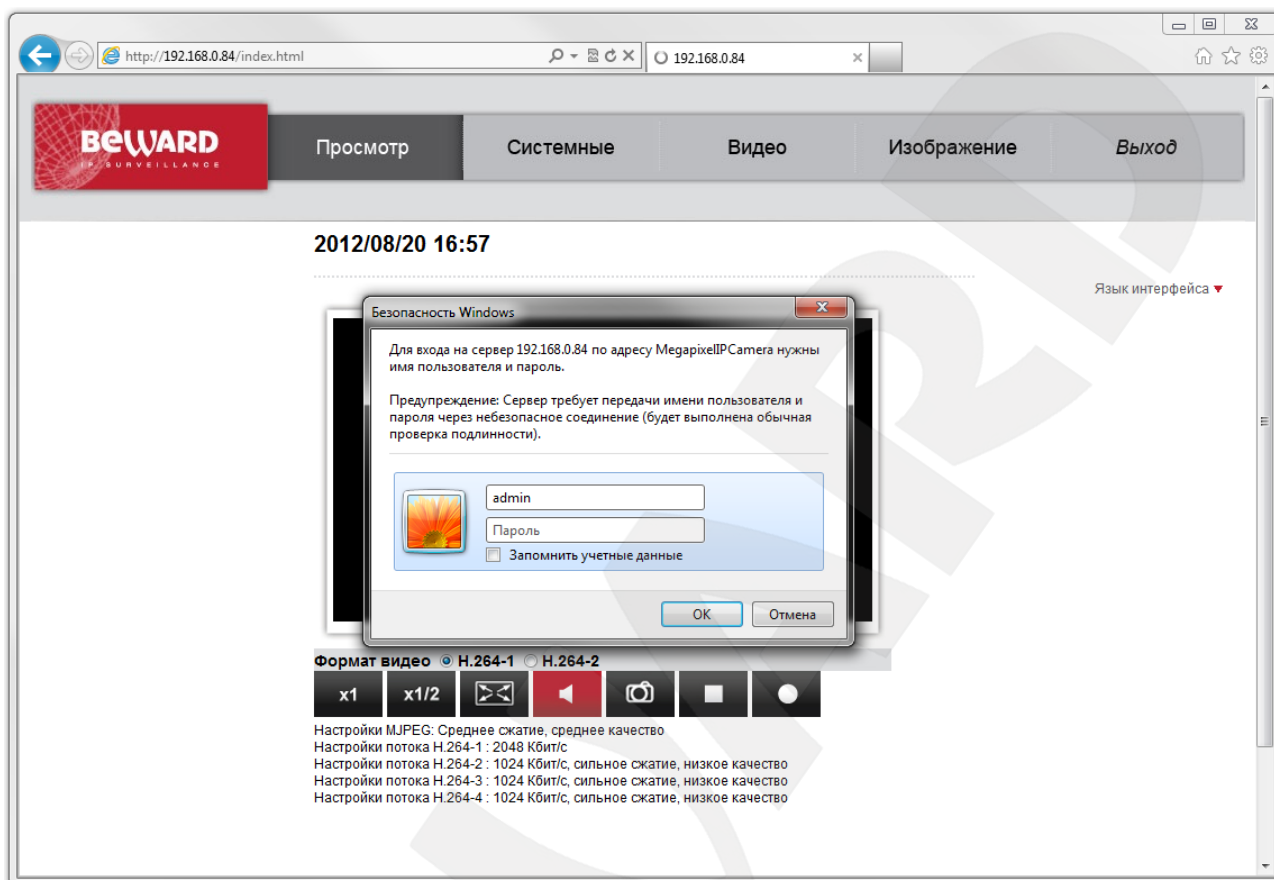 http://192.168.0.84/index.html
192.168.0.84
BEWARD
IP SURVEILLANCE
Просмотр
Системные
Видео
Изображение
Выход
2012/08/20 16:57
Язык интерфейса
Безопасность Windows
Для входа на сервер 192.168.0.84 по адресу MegapixelIPCamera нужны
имя пользователя и пароль.
Предупреждение: Сервер требует передачи имени пользователя и
пароля через небезопасное соединение (будет выполнена обычная
проверка подлинности).
admin
Пароль
Запомнить учетные данные
OK
Отмена
Формат видео H.264-1 H.264-2
x1
x1/2
Настройки MJPEG: Среднее сжатие, среднее качество
Настройки потока H.264-1 : 2048 Кбит/с
Настройки потока H.264-2 : 1024 Кбит/с, сильное сжатие, низкое качество
Настройки потока H.264-3 : 1024 Кбит/с, сильное сжатие, низкое качество
Настройки потока H.264-4 : 1024 Кбит/с, сильное сжатие, низкое качество